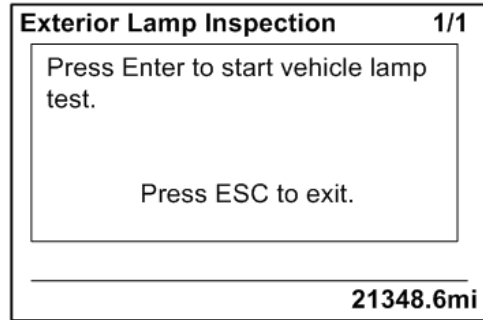 Exterior Lamp Inspection 1/1
Press Enter to start vehicle lamp
test.
Press ESC to exit.
21348.6mi